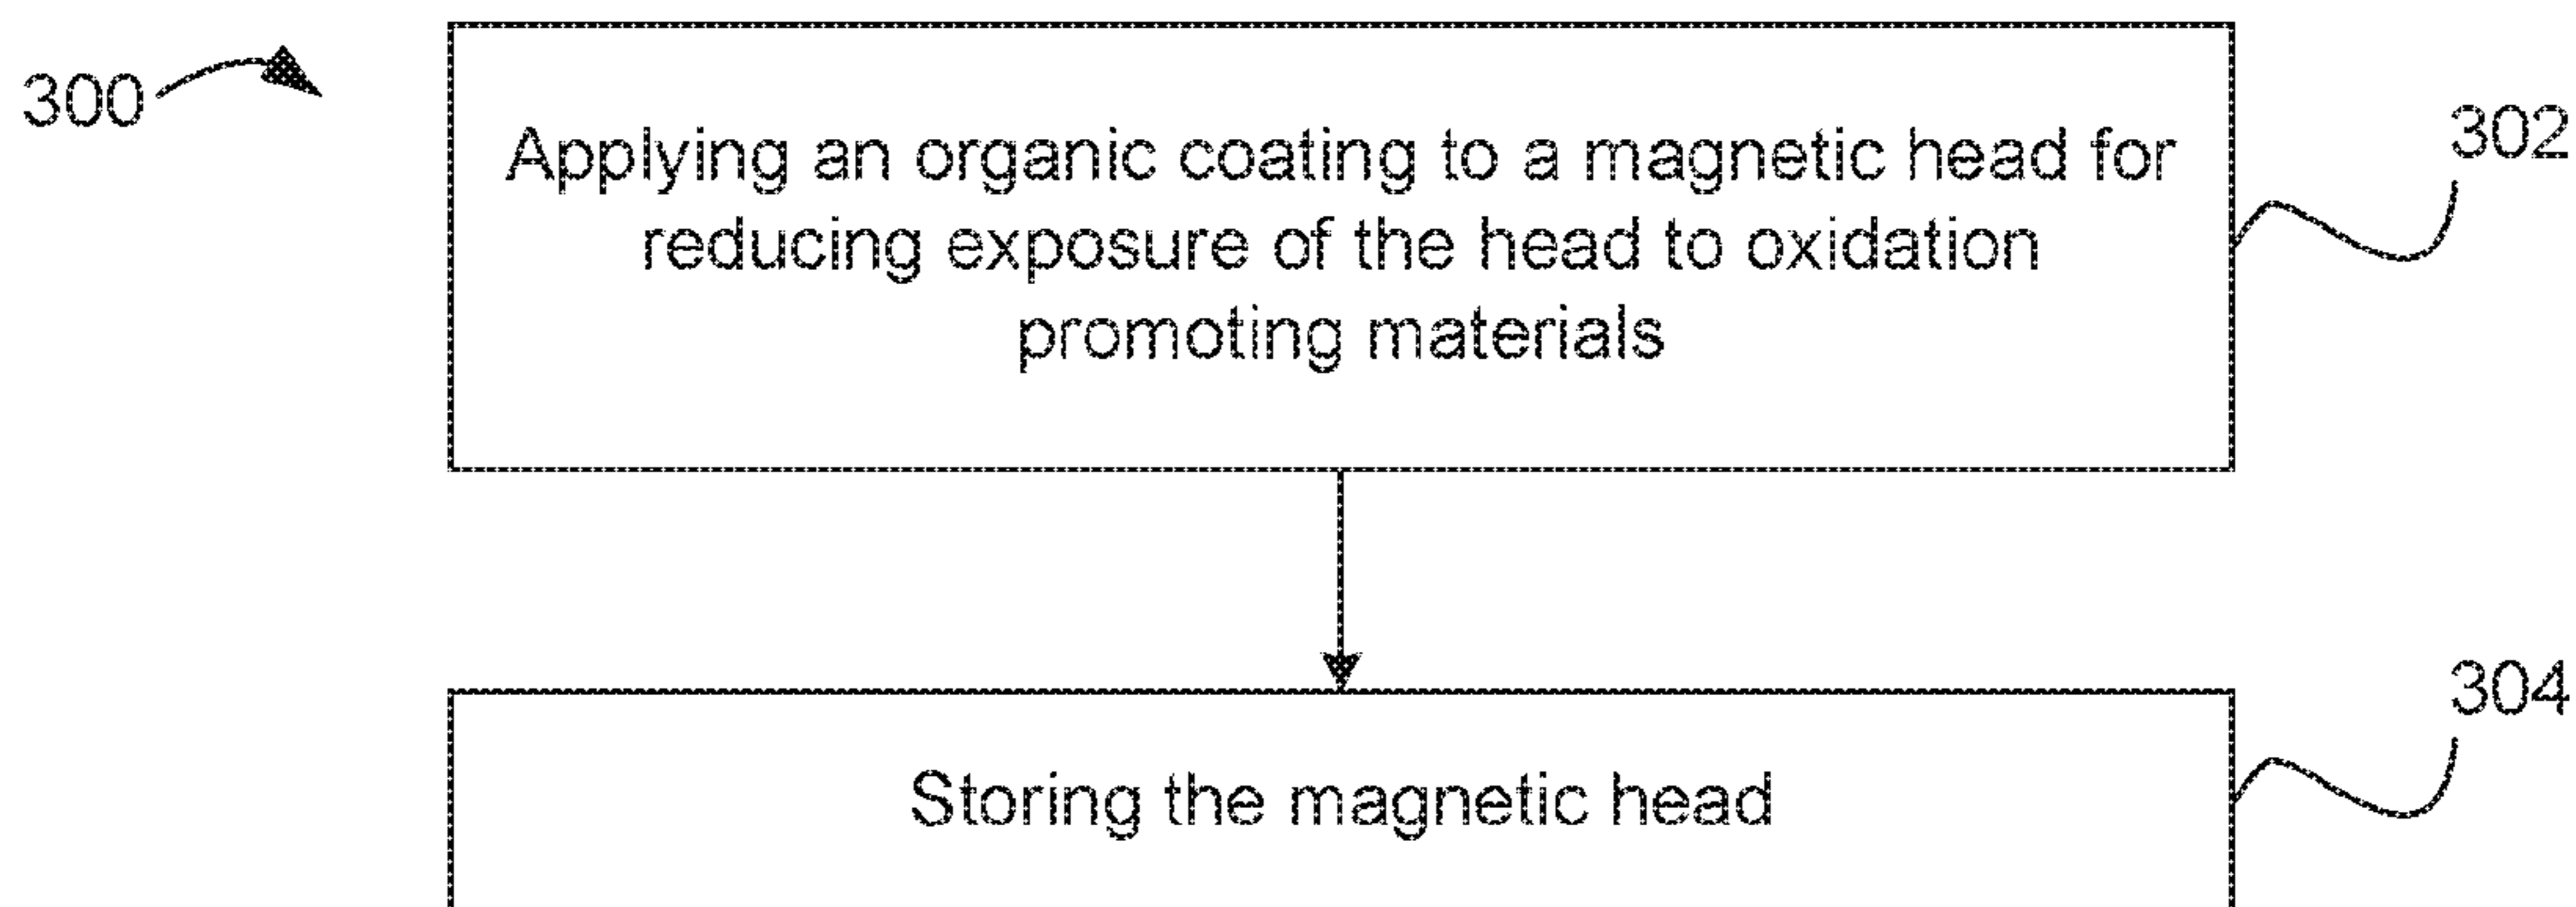 300
Applying an organic coating to a magnetic head for
reducing exposure of the head to oxidation
promoting materials
302
Storing the magnetic head
304